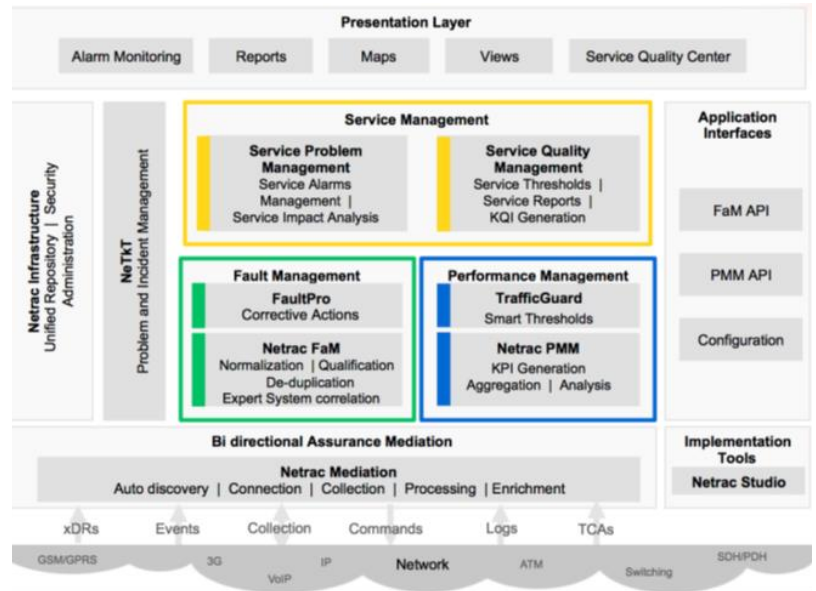 Presentation Layer
Alarm Monitoring
Reports
Maps
Views
Service Quality Center
Netrac Infrastructure
Unified Repository | Security
Administration
NeTkT
Problem and Incident Management
Service Management
Service Problem
Management
Service Alarms
Management |
Service Impact Analysis
Service Quality
Management
Service Thresholds |
Service Reports |
KQI Generation
Fault Management
FaultPro
Corrective Actions
Netrac FaM
Normalization | Qualification
De-duplication
Expert System correlation
Performance Management
TrafficGuard
Smart Thresholds
Netrac PMM
KPI Generation
Aggregation | Analysis
Application
Interfaces
FaM API
PMM API
Configuration
Bi directional Assurance Mediation
Netrac Mediation
Auto discovery | Connection | Collection | Processing | Enrichment
Implementation
Tools
Netrac Studio
xDRs
Events
Collection
Commands
Logs
TCAs
GSM/GPRS
3G
VoIP
IP
Network
ATM
Switching
SDH/PDH